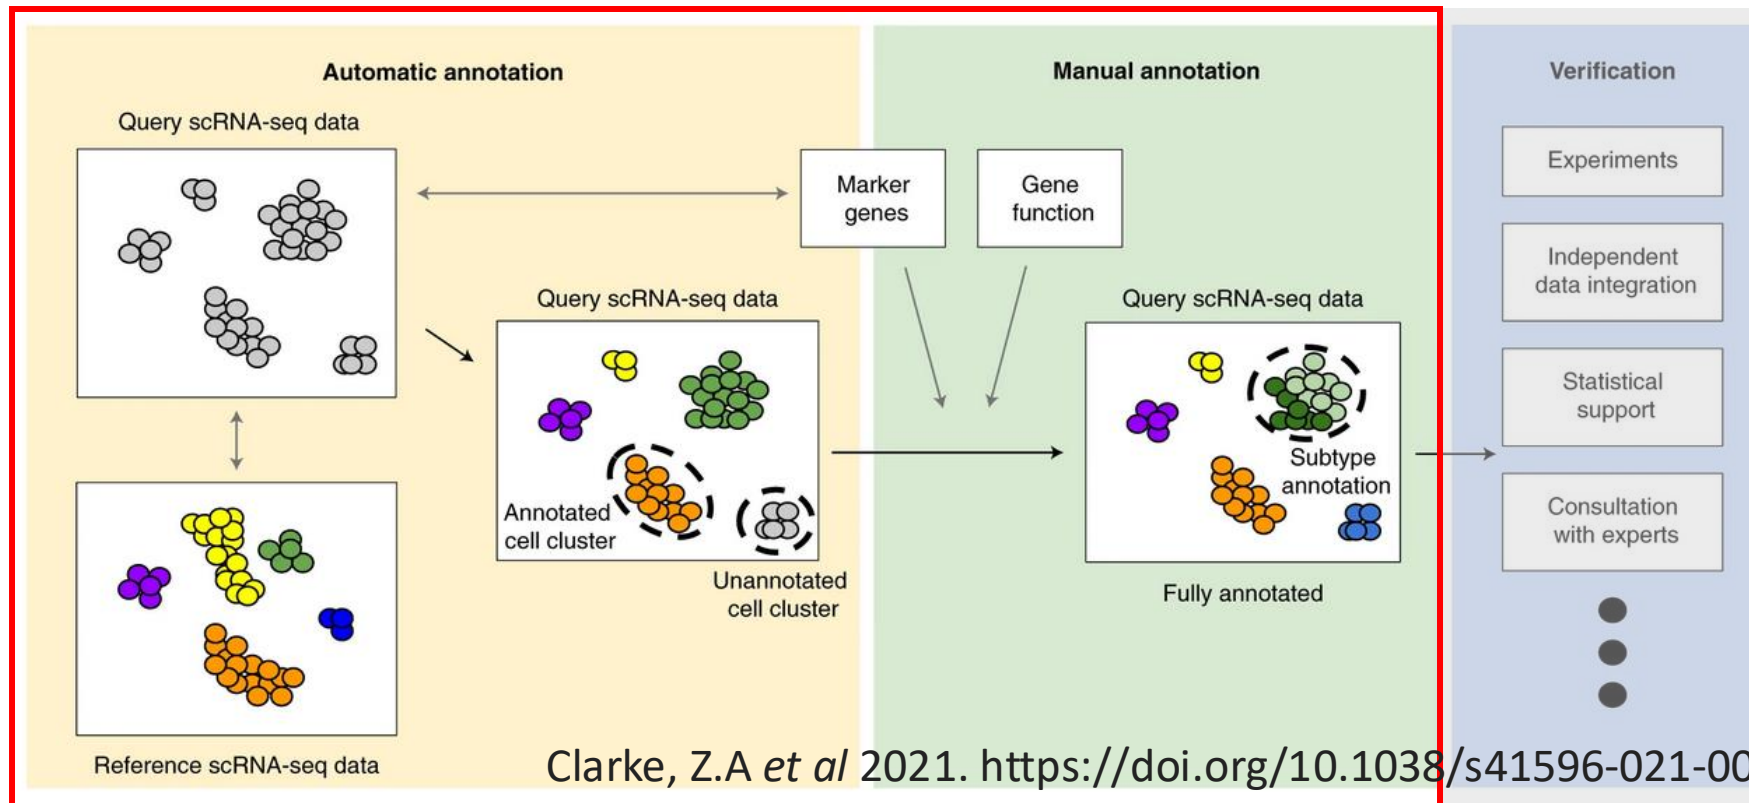 Automatic annotation
Manual annotation
Verification
Query scRNA-seq data
Marker
genes
Gene
function
Experiments
Independent
data integration
Query scRNA-seq data
Query scRNA-seq data
Statistical
support
Subtype
annotation
Annotated
cell cluster
Consultation
with experts
Unannotated
cell cluster
Fully annotated
Reference scRNA-seq data
Clarke, Z.A et al 2021. https://doi.org/10.1038/s41596-021-00